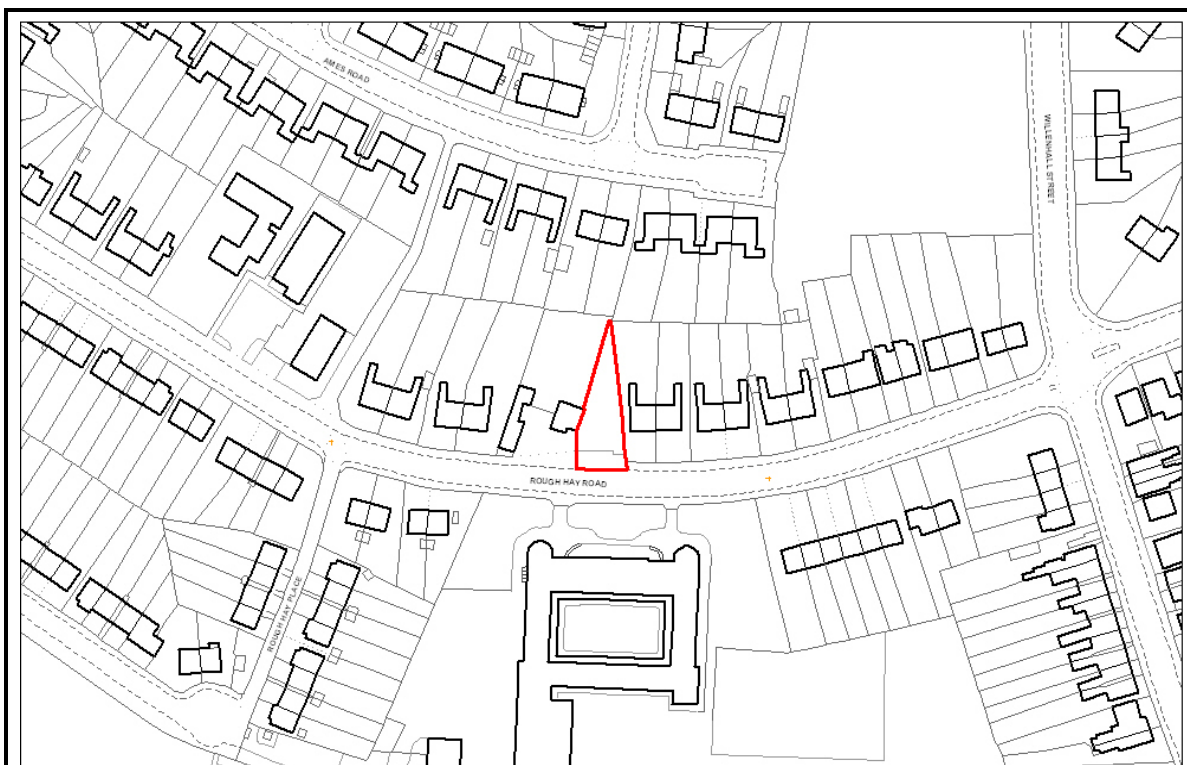 AMES ROAD
WILLENHALL STREET
ROUGH HAY ROAD
ROUGH HAY PLACE